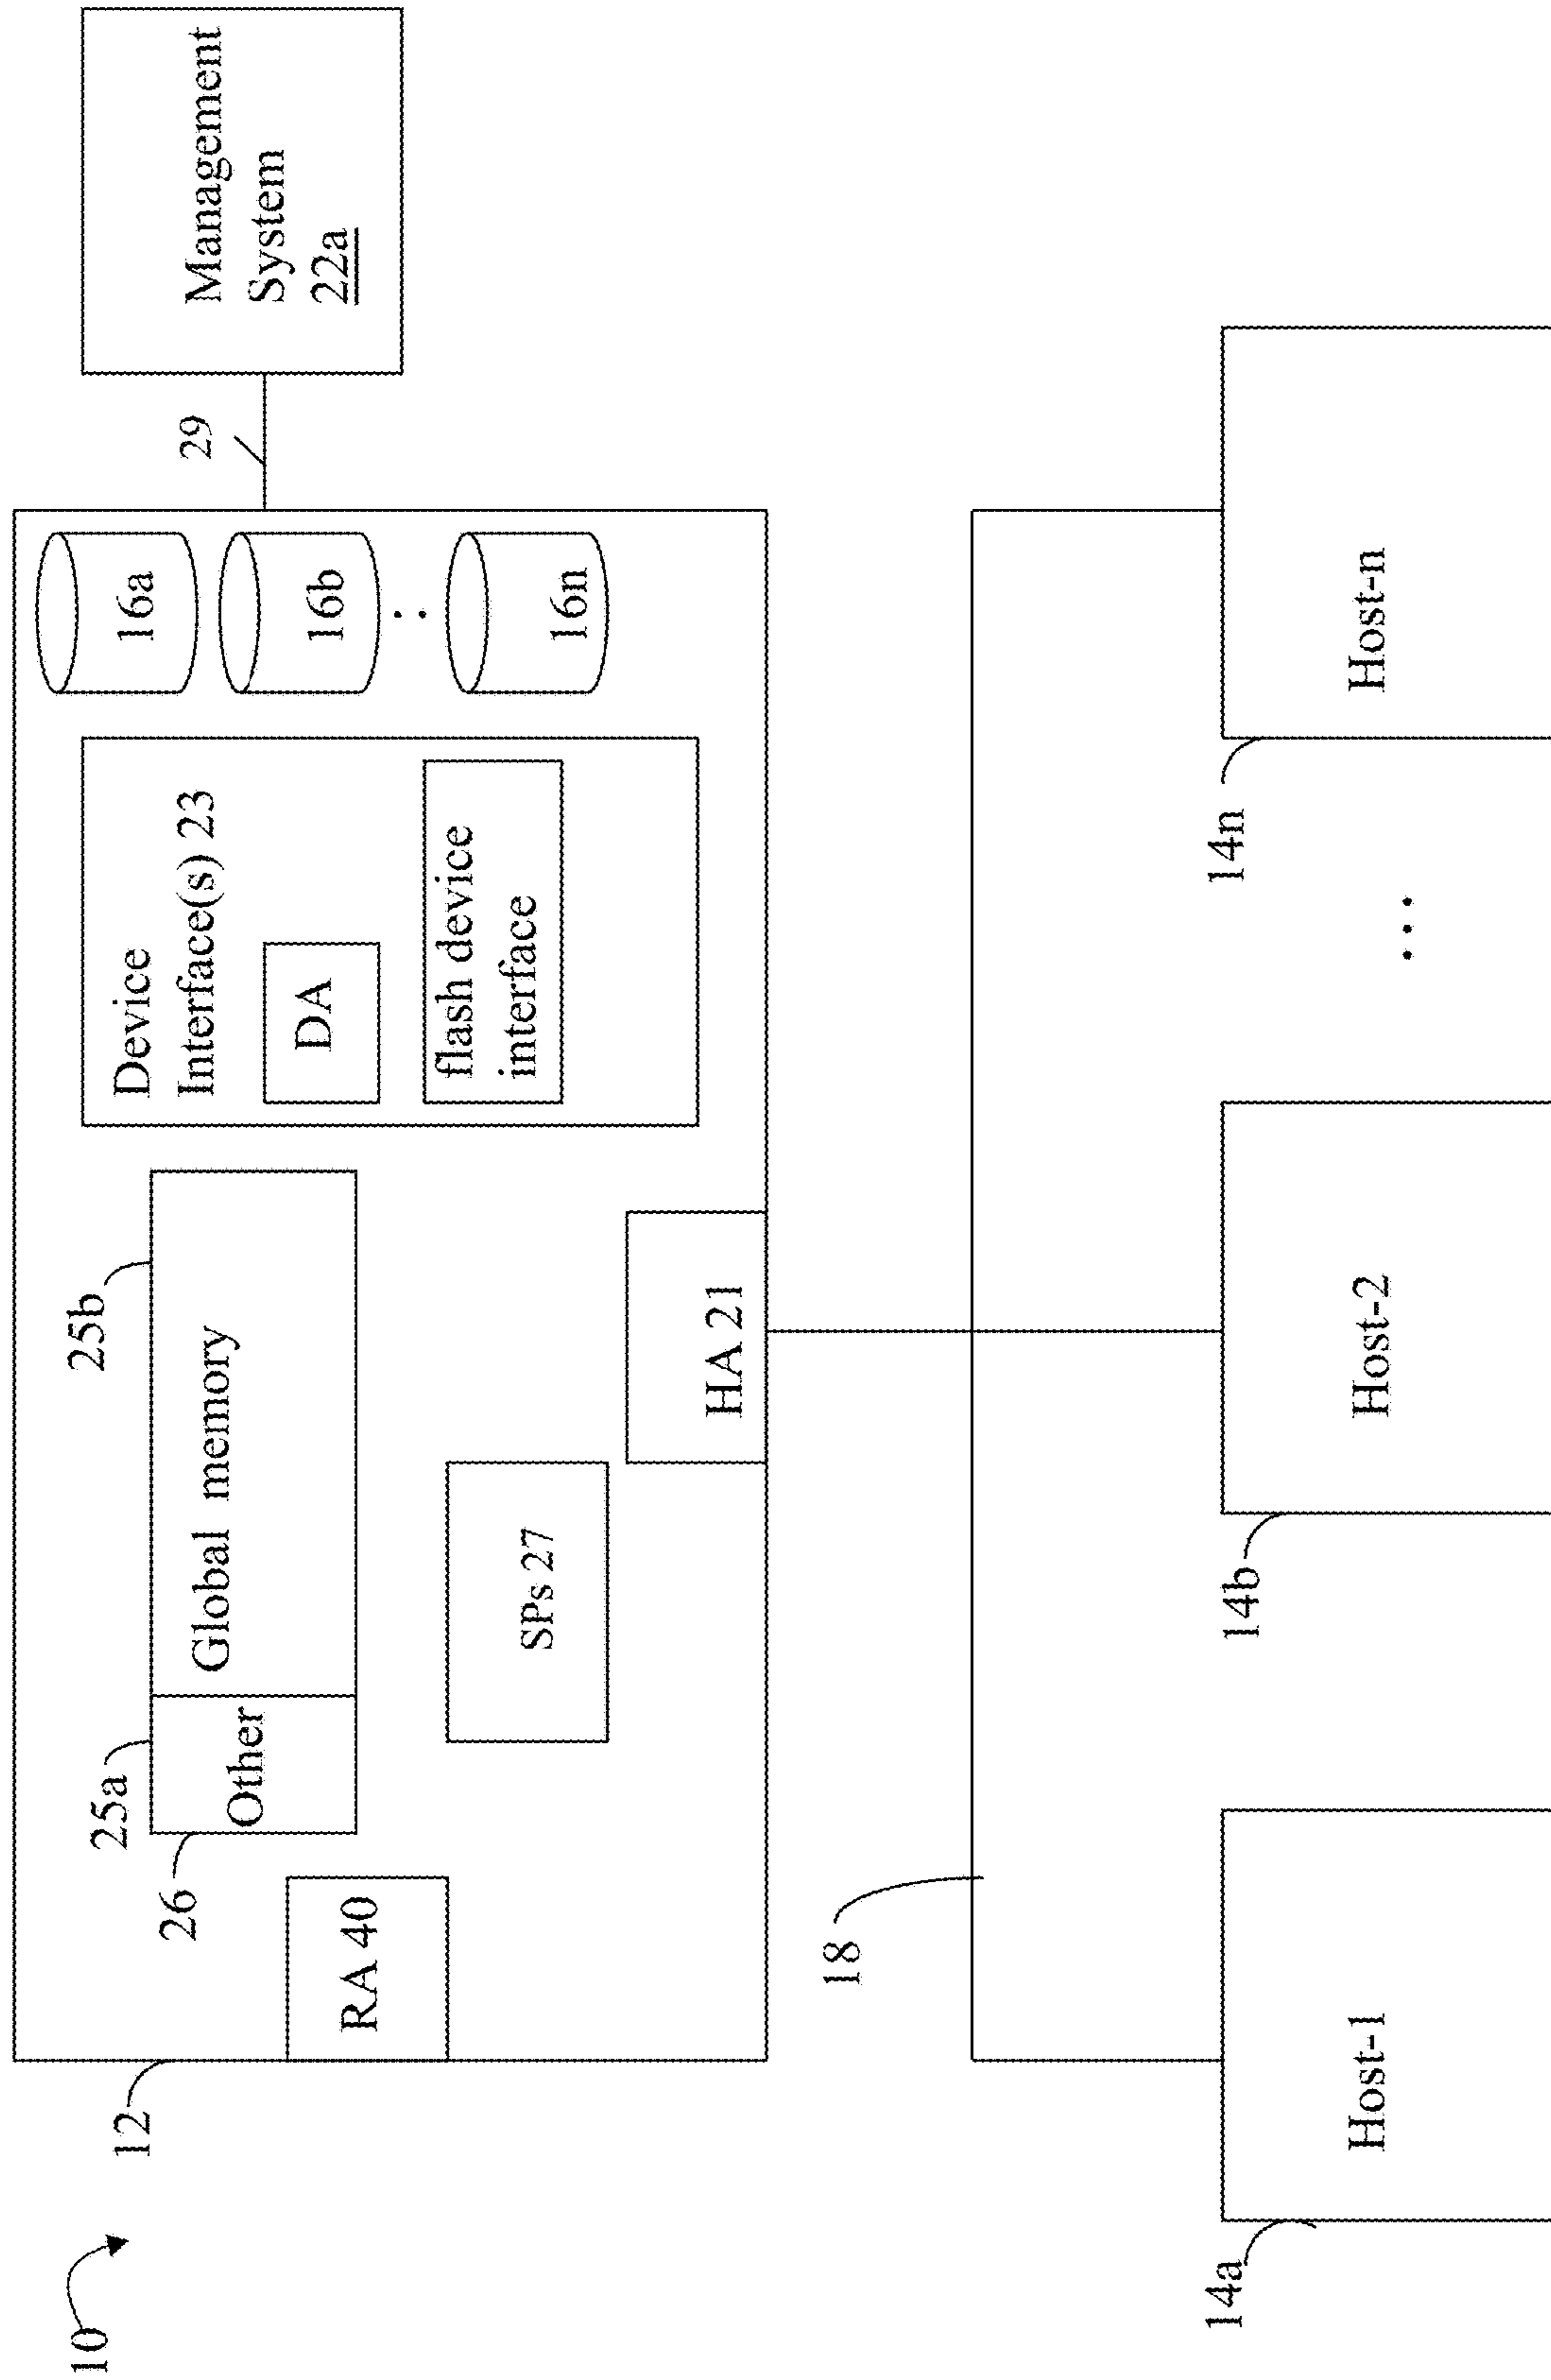 10
12
RA 40
26
25a
Other
25b
Global memory
SPs 27
HA 21
Device
Interface(s) 23
DA
flash device
interface
16a
16b
:
16n
29
Management
System
22a
18
14a
Host-1
14b
Host-2
...
14n
Host-n